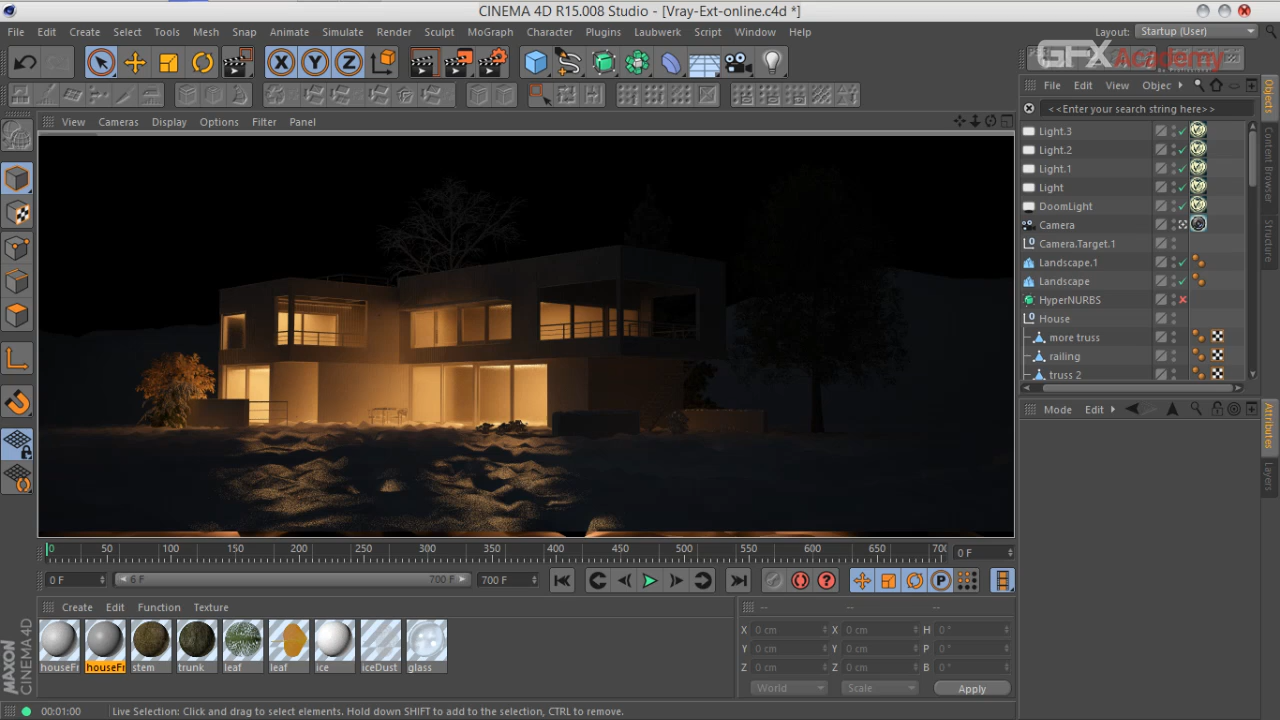 CINEMA 4D R15.008 Studio - [Vray-Ext-online.c4d *]
File Edit Create Select Tools Mesh Snap Animate Simulate Render Sculpt MoGraph Character Plugins Laubwerk Script Window Help
Layout: Startup (User)
X Y Z
GFX Academy
View Cameras Display Options Filter Panel
File Edit View Objec
<<Enter your search string here>>
Light.3
Light.2
Light.1
Light
DoomLight
Camera
Camera.Target.1
Landscape.1
Landscape
HyperNURBS
House
more truss
railing
truss 2
Objects
Content Browser
Structure
Mode Edit
Attributes
Layers
0 50 100 150 200 250 300 350 400 450 500 550 600 650 700
0 F
0 F
6 F
700 F
700 F
P
Create Edit Function Texture
houseFr houseFr stem trunk leaf leaf ice iceDust glass
-- -- --
X 0 cm X 0 cm H 0 °
Y 0 cm Y 0 cm P 0 °
Z 0 cm Z 0 cm B 0 °
World Scale Apply
MAXON
CINEMA 4D
00:01:00 Live Selection: Click and drag to select elements. Hold down SHIFT to add to the selection, CTRL to remove.